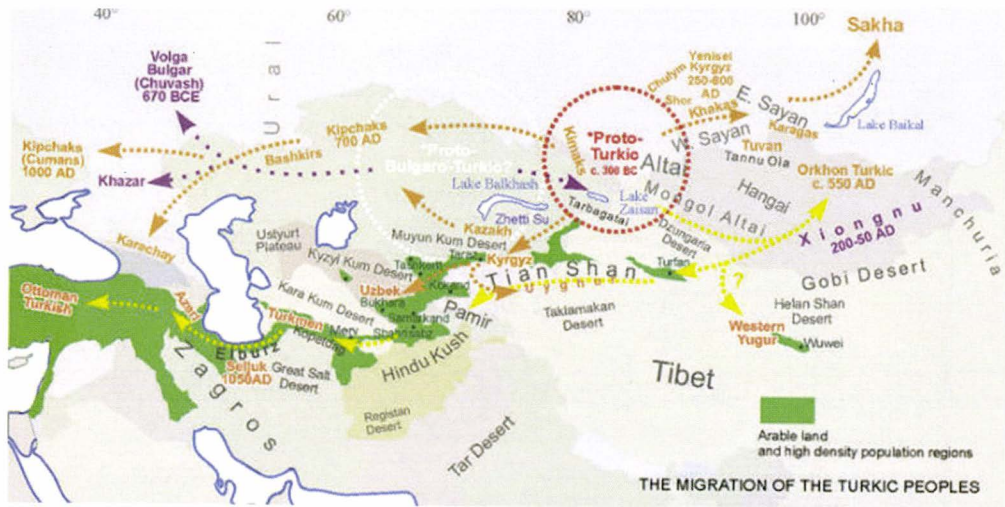 40°
60°
80°
100°
Volga
Bulgar
(Chuvash)
670 BCE
Ural
Kipchaks
700 AD
Kipchaks
(Cumans)
1000 AD
Bashkirs
Khazar
*Proto-
Bulgaro-Turkic?
Kimaks
*Proto-
Turkic
c. 300 BC
Yenisei
Kyrgyz
250-800
AD
Chulym
Shor
Khakas
Sakha
E. Sayan
W. Sayan
Karagas
Lake Baikal
Tuvan
Tannu Ola
Altai
Mongol Altai
Hangai
Orkhon Turkic
c. 550 AD
Manchuria
Xiongnu
200-50 AD
Lake Balkhash
Zhetti Su
Lake
Zaisan
Tarbagatai
Dzungaria
Desert
Turfan
Gobi Desert
Kazakh
Karachay
Ustyurt
Plateau
Muyun Kum Desert
Kyzyl Kum Desert
Tashkent
Taraz
Kyrgyz
Tian Shan
Uighur
?
Ottoman
Turkish
Azari
Uzbek
Kokand
Bukhara
Kara Kum Desert
Samarkand
Pamir
Taklamakan
Desert
Helan Shan
Desert
Turkmen
Merv
Shahrisabz
Kopetdag
Western
Yugur
Wuwei
Elburz
Zagros
Seljuk
1050AD
Great Salt
Desert
Hindu Kush
Tibet
Registan
Desert
Tar Desert
Arable land
and high density population regions
THE MIGRATION OF THE TURKIC PEOPLES